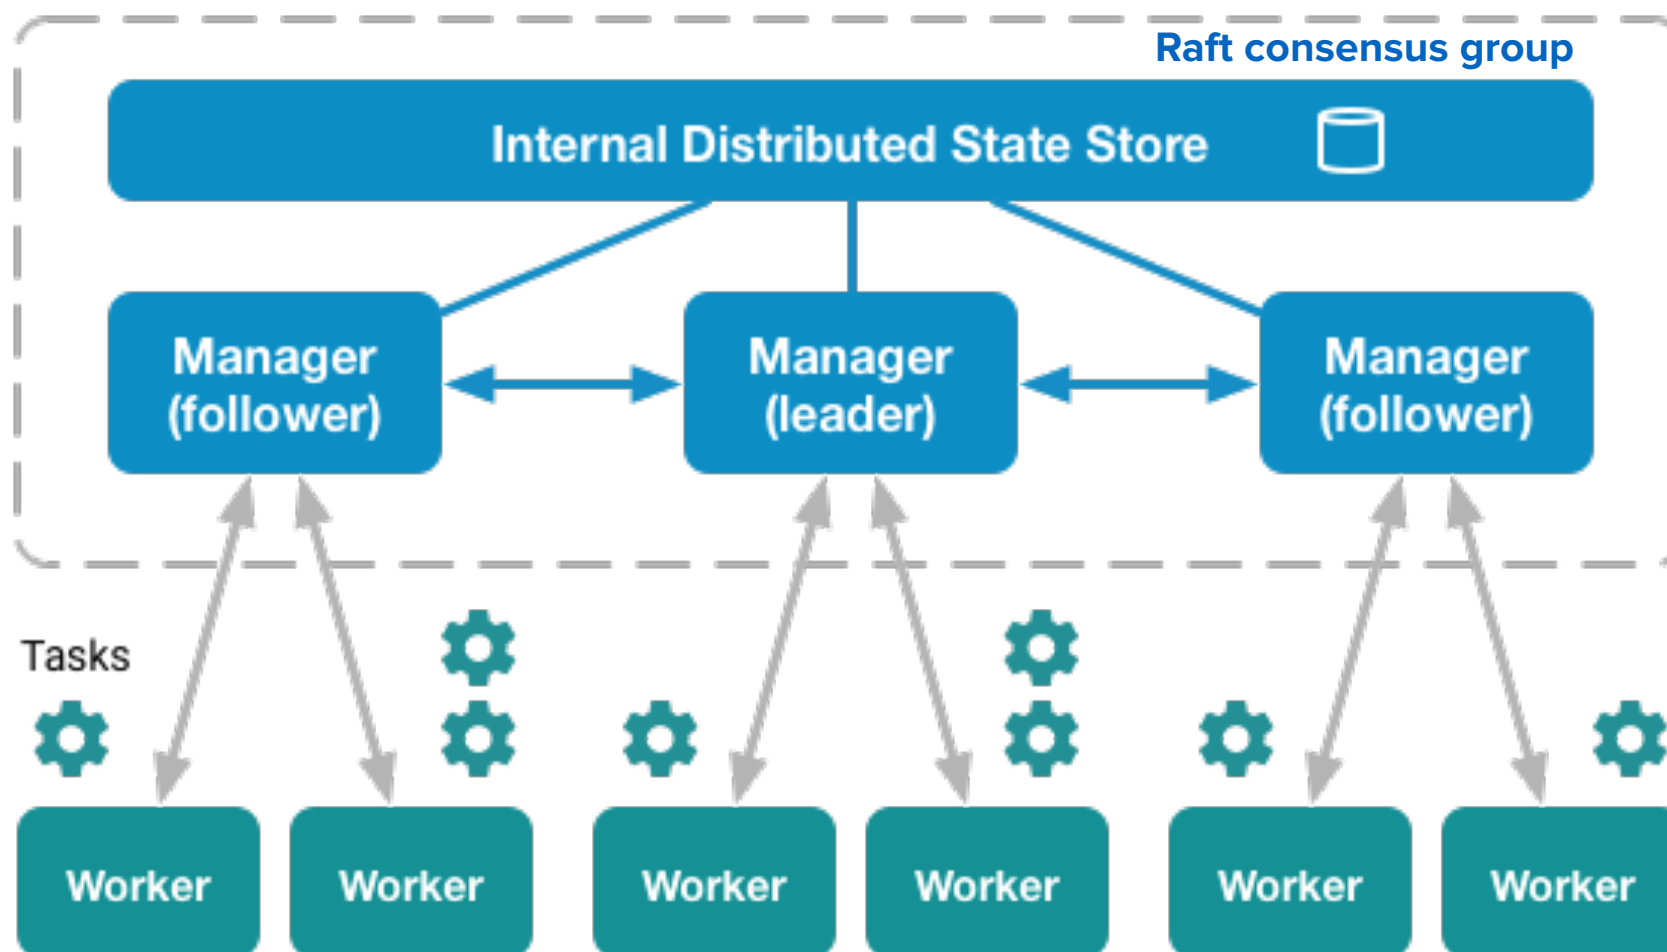 Raft consensus group
Internal Distributed State Store
Manager
(follower)
Manager
(leader)
Manager
(follower)
Tasks
Worker
Worker
Worker
Worker
Worker
Worker